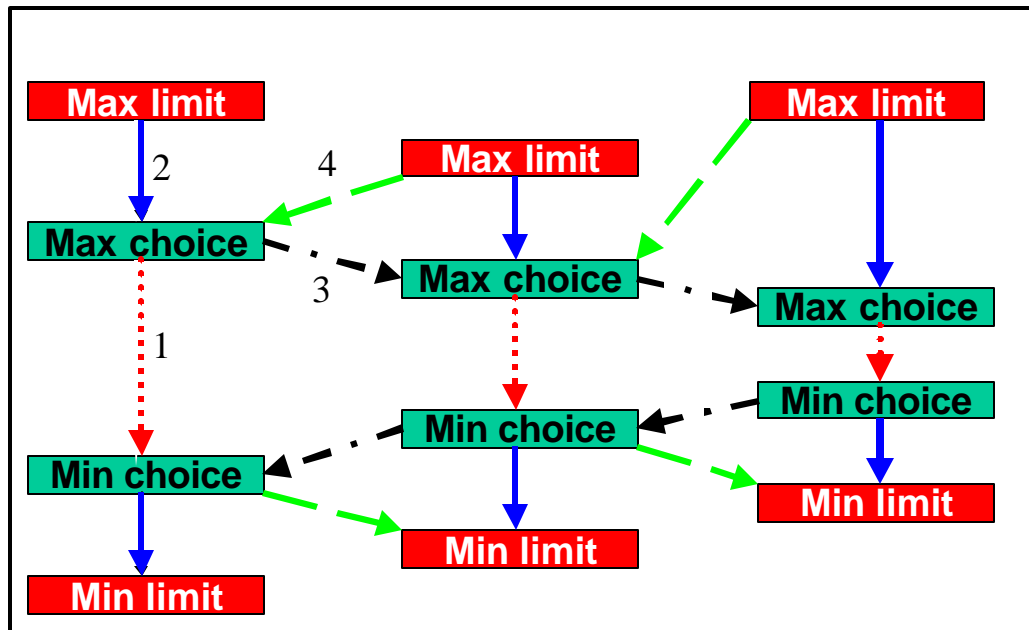 Max limit
Max limit
2
4
Max limit
Max choice
3
Max choice
Max choice
1
Min choice
Min choice
Min choice
Min limit
Min limit
Min limit